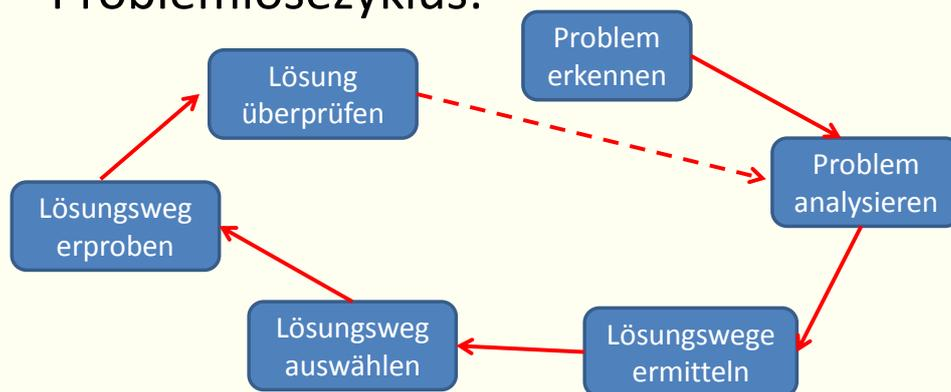 Problemlösezyklus:
Problem
erkennen
Problem
analysieren
Lösungswege
ermitteln
Lösungsweg
auswählen
Lösungsweg
erproben
Lösung
überprüfen